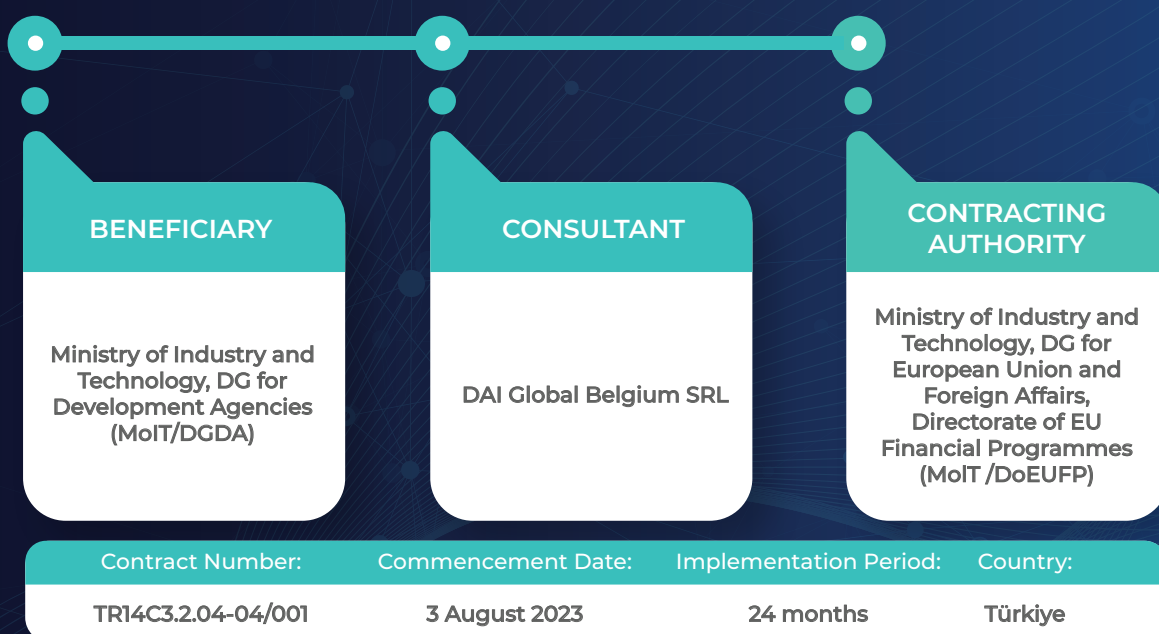 BENEFICIARY
Ministry of Industry and
Technology, DG for
Development Agencies
(MoIT/DGDA)
CONSULTANT
DAI Global Belgium SRL
CONTRACTING
AUTHORITY
Ministry of Industry and
Technology, DG for
European Union and
Foreign Affairs,
Directorate of EU
Financial Programmes
(MoIT /DoEUFP)
Contract Number: Commencement Date: Implementation Period: Country:
TR14C3.2.04-04/001 3 August 2023 24 months Türkiye